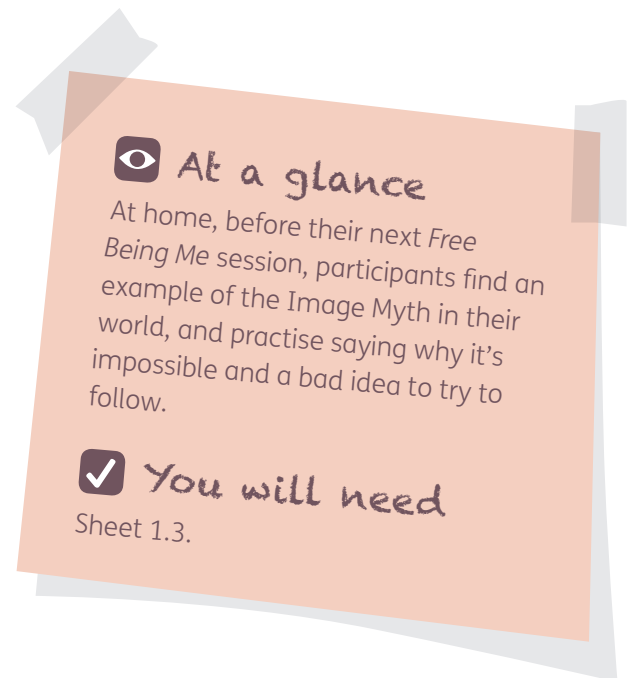 At a glance
At home, before their next Free
Being Me session, participants find an
example of the Image Myth in their
world, and practise saying why it’s
impossible and a bad idea to try to
follow.
You will need
Sheet 1.3.